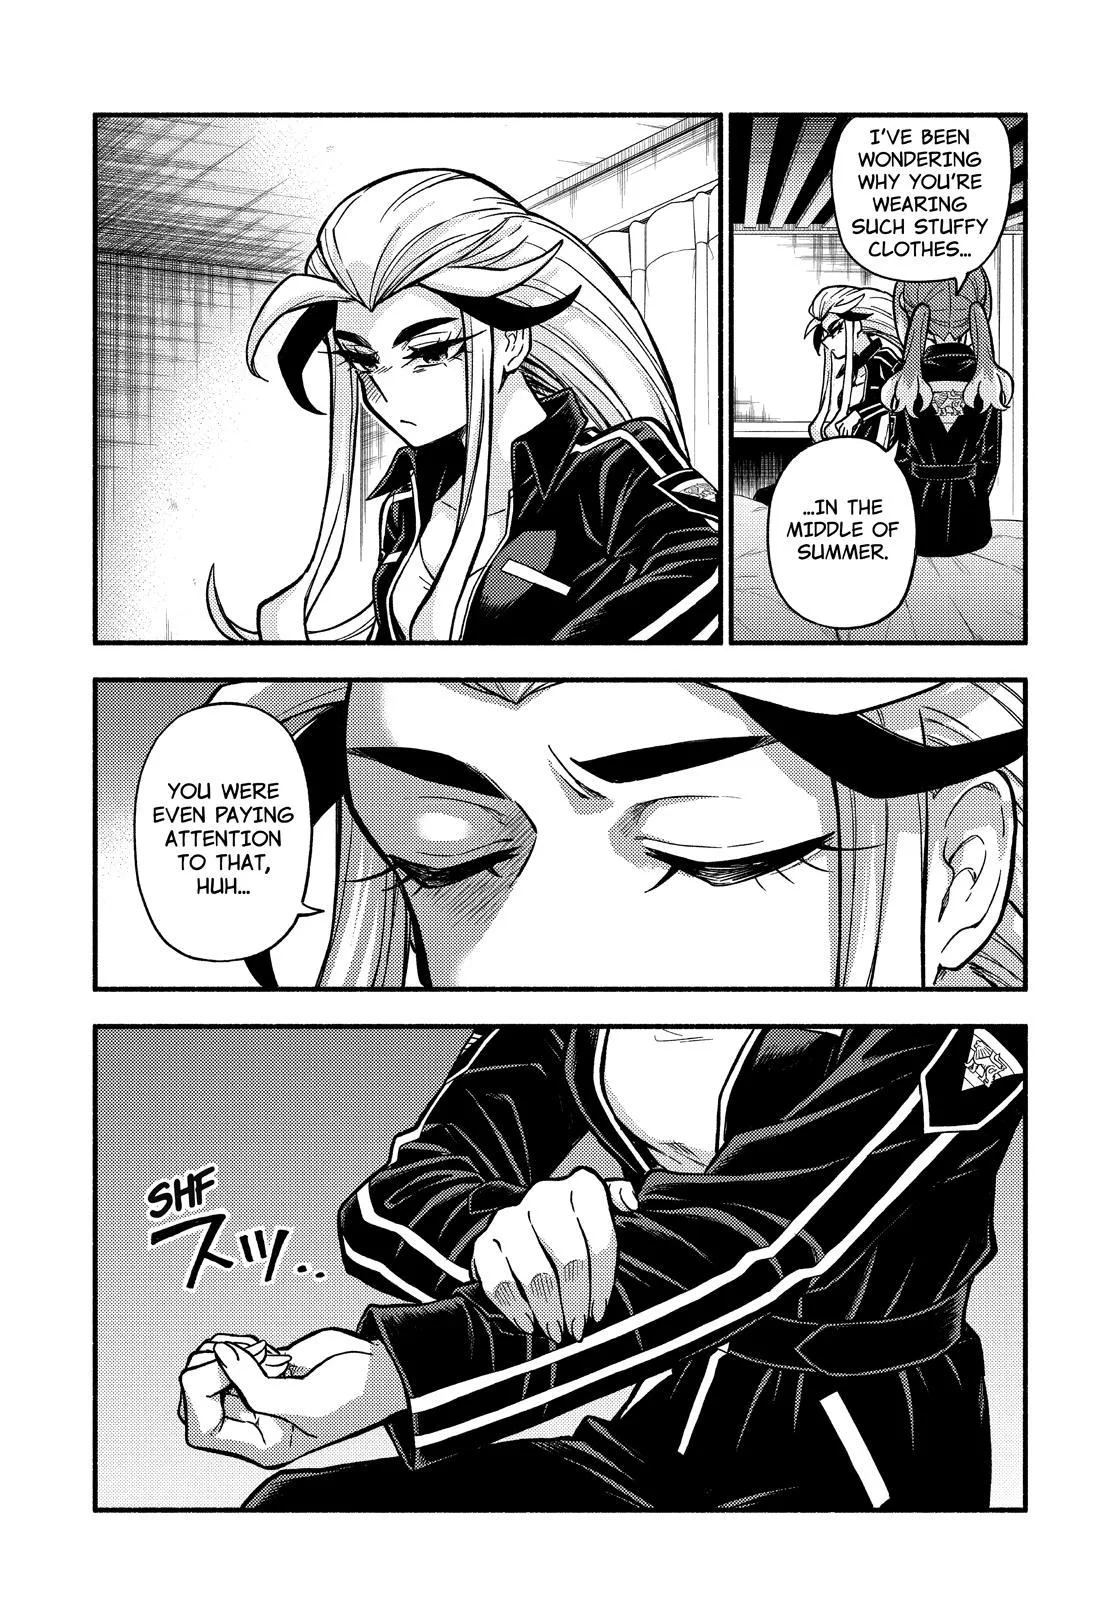 I'VE BEEN
WONDERING
WHY YOU'RE
WEARING
SUCH STUFFY
CLOTHES...
...IN THE
MIDDLE OF
SUMMER.
YOU WERE
EVEN PAYING
ATTENTION
TO THAT,
HUH...
SHF
スッ..